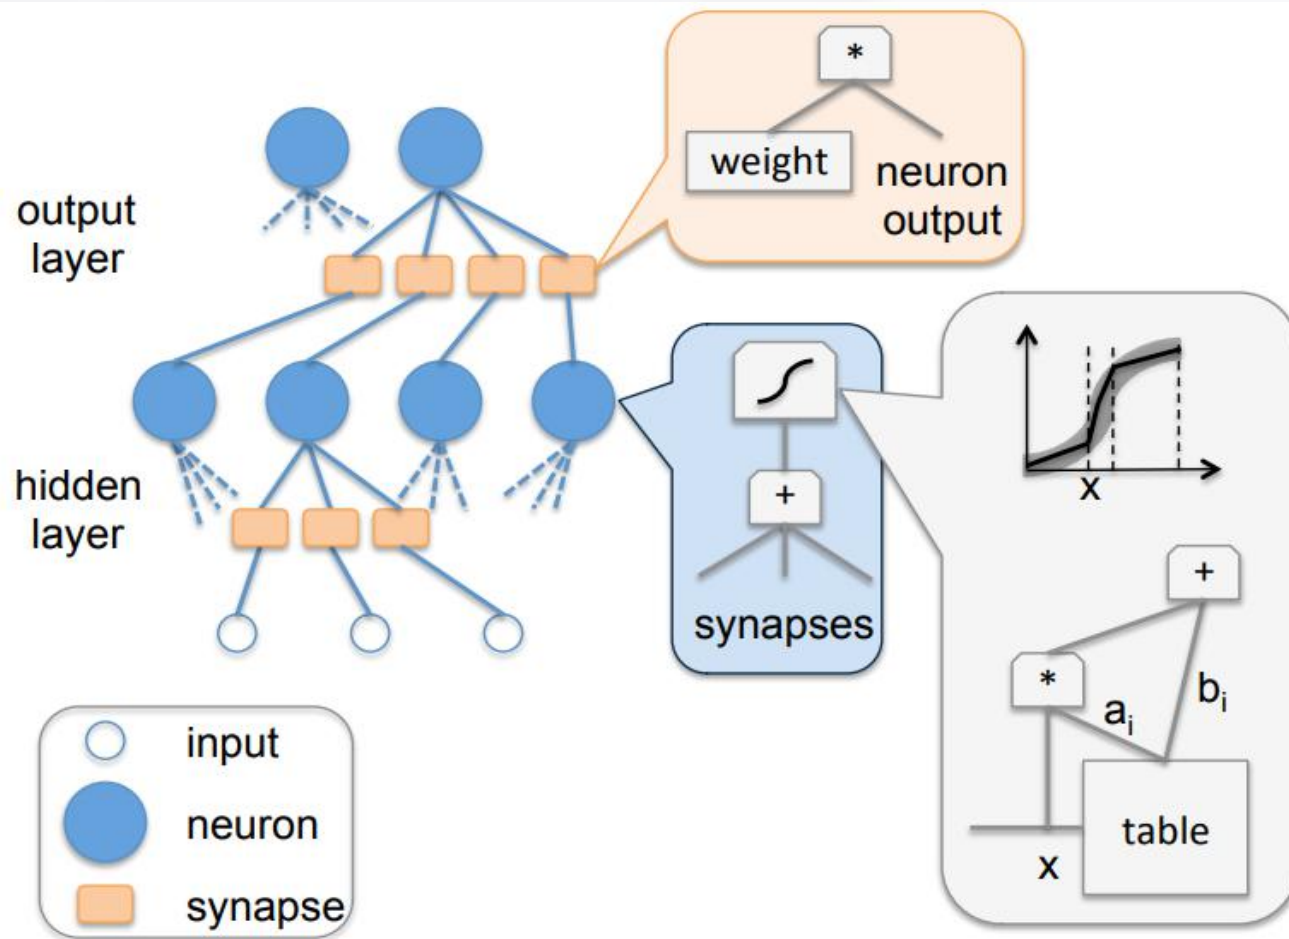 *
weight
neuron
output
output
layer
x
hidden
layer
+
synapses
+
*
a_i
b_i
table
x
input
neuron
synapse